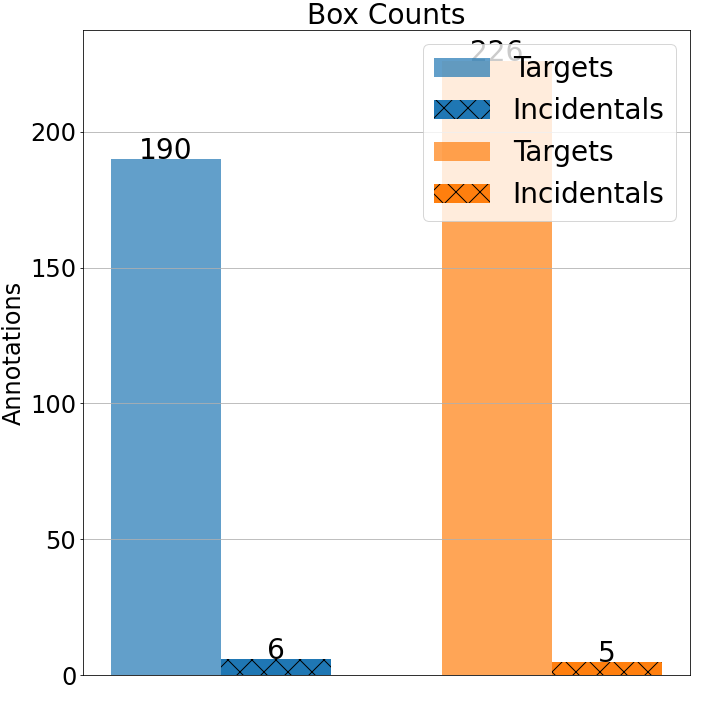 Box Counts
226
Targets
Incidentals
Targets
Incidentals
190
200
150
100
50
0
6
5
Annotations